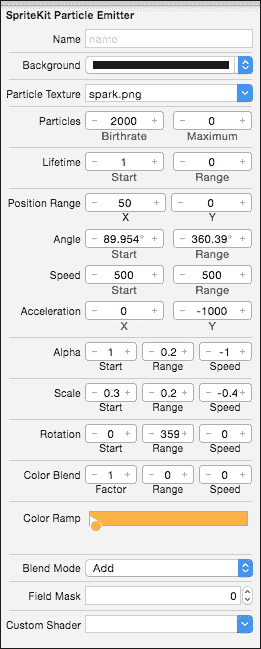 SpriteKit Particle Emitter
Name name
Background
Particle Texture spark.png
Particles − 2000 + − 0 +
Birthrate Maximum
Lifetime − 1 + − 0 +
Start Range
Position Range − 50 + − 0 +
X Y
Angle − 89.954° + − 360.39° +
Start Range
Speed − 500 + − 500 +
Start Range
Acceleration − 0 + − -1000 +
X Y
Alpha − 1 + − 0.2 + − -1 +
Start Range Speed
Scale − 0.3 + − 0.2 + − -0.4 +
Start Range Speed
Rotation − 0 + − 359 + − 0 +
Start Range Speed
Color Blend − 1 + − 0 + − 0 +
Factor Range Speed
Color Ramp
Blend Mode Add
Field Mask 0
Custom Shader